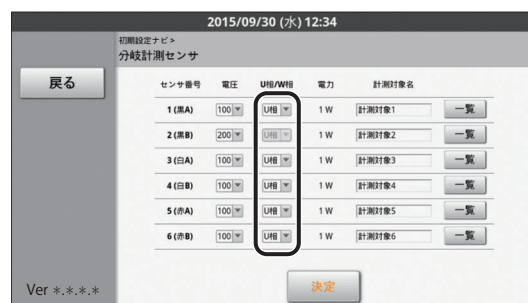 2015/09/30 (水) 12:34
初期設定ナビ >
分岐計測センサ
戻る
センサ番号 電圧 U相/W相 電力 計測対象名
1 (黒A) 100 U相 1 W 計測対象1 一覧
2 (黒B) 200 U相 1 W 計測対象2 一覧
3 (白A) 100 U相 1 W 計測対象3 一覧
4 (白B) 100 U相 1 W 計測対象4 一覧
5 (赤A) 100 U相 1 W 計測対象5 一覧
6 (赤B) 100 U相 1 W 計測対象6 一覧
Ver *.*.*.*
決定